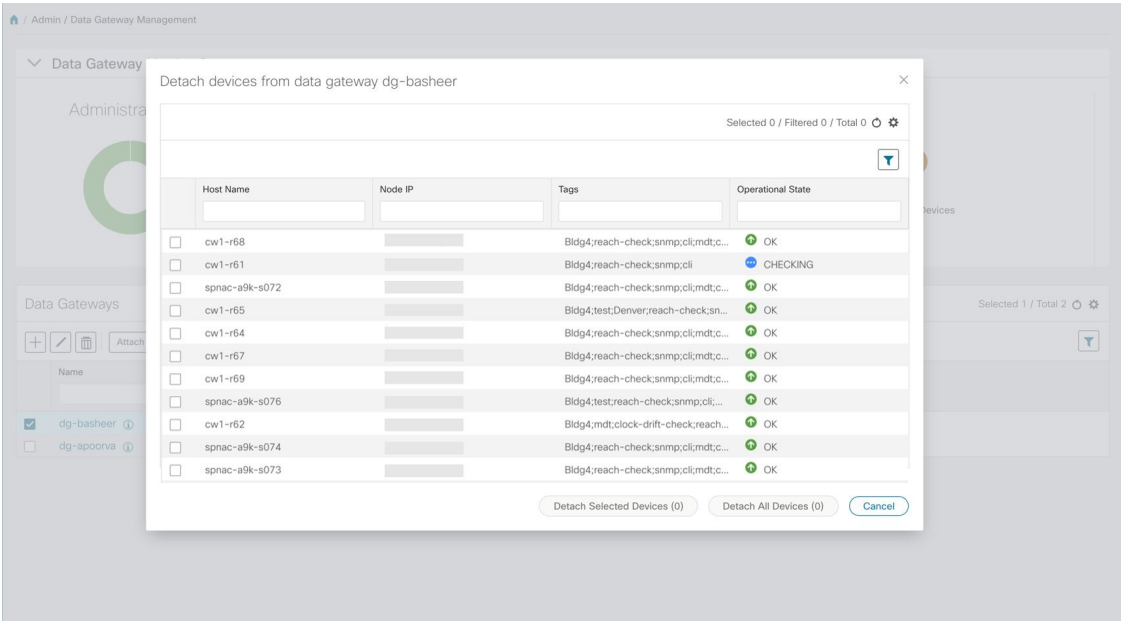 / Admin / Data Gateway Management
Data Gateway
Administra
Detach devices from data gateway dg-basheer
Selected 0 / Filtered 0 / Total 0
Host Name Node IP Tags Operational State
Devices
cw1-r68 Bldg4;reach-check;snmp;cli;mdt;c... OK
cw1-r61 Bldg4;reach-check;snmp;cli CHECKING
spnac-a9k-s072 Bldg4;reach-check;snmp;cli;mdt;c... OK
cw1-r65 Bldg4;test;Denver;reach-check;sn... OK
cw1-r64 Bldg4;reach-check;snmp;cli;mdt;c... OK
cw1-r67 Bldg4;reach-check;snmp;cli;mdt;c... OK
cw1-r69 Bldg4;reach-check;snmp;cli;mdt;c... OK
spnac-a9k-s076 Bldg4;test;reach-check;snmp;cli;... OK
cw1-r62 Bldg4;mdt;clock-drift-check;reach... OK
spnac-a9k-s074 Bldg4;reach-check;snmp;cli;mdt;c... OK
spnac-a9k-s073 Bldg4;reach-check;snmp;cli;mdt;c... OK
Detach Selected Devices (0) Detach All Devices (0) Cancel
Data Gateways
Selected 1 / Total 2
Attach
Name
dg-basheer
dg-apoorva